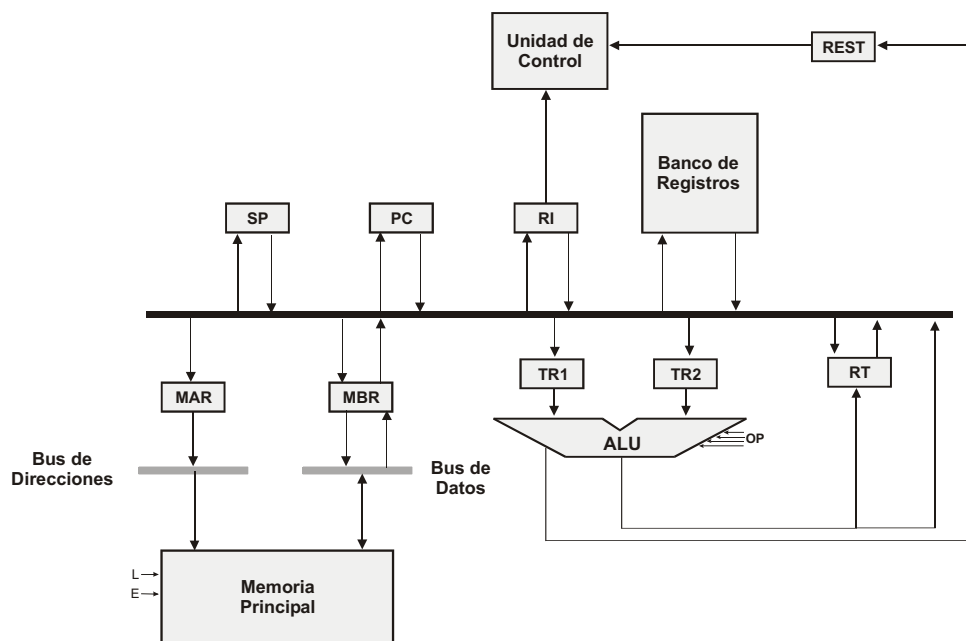 Unidad de
Control
REST
Banco de
Registros
SP
PC
RI
MAR
MBR
TR1
TR2
RT
ALU
OP
Bus de
Direcciones
Bus de
Datos
L
E
Memoria
Principal